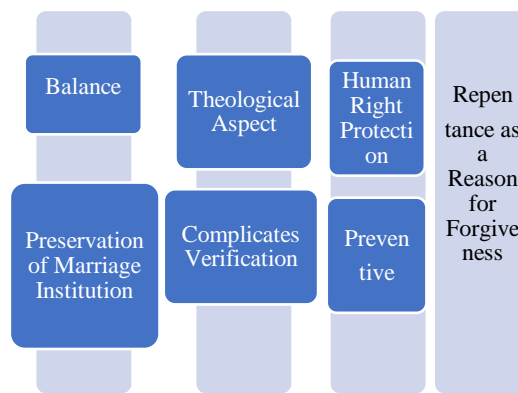 Balance
Preservation
of Marriage
Institution
Theological
Aspect
Complicates
Verification
Human
Right
Protecti
on
Preven
tive
Repen
tance as
a
Reason
for
Forgive
ness